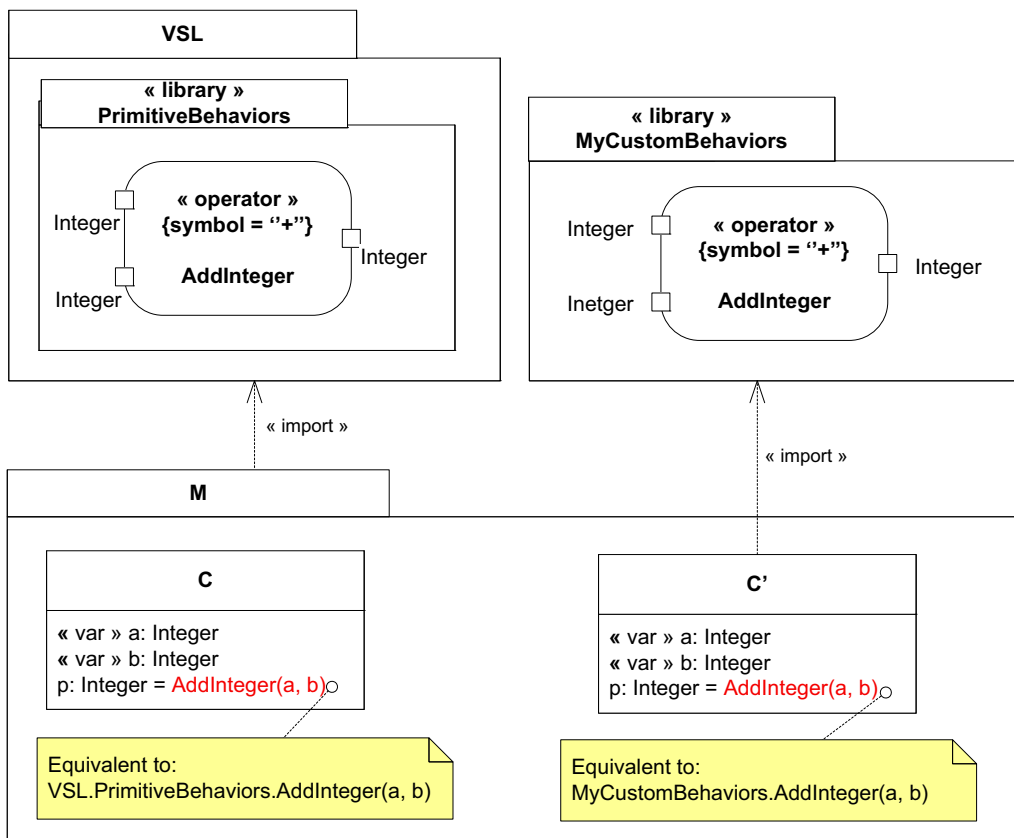 VSL
« library »
PrimitiveBehaviors
« operator »
{symbol = ‘’+’’}
AddInteger
Integer
Integer
Integer
« library »
MyCustomBehaviors
« operator »
{symbol = ‘’+’’}
AddInteger
Integer
Inetger
Integer
« import »
« import »
M
C
« var » a: Integer
« var » b: Integer
p: Integer = AddInteger(a, b)
Equivalent to:
VSL.PrimitiveBehaviors.AddInteger(a, b)
C’
« var » a: Integer
« var » b: Integer
p: Integer = AddInteger(a, b)
Equivalent to:
MyCustomBehaviors.AddInteger(a, b)